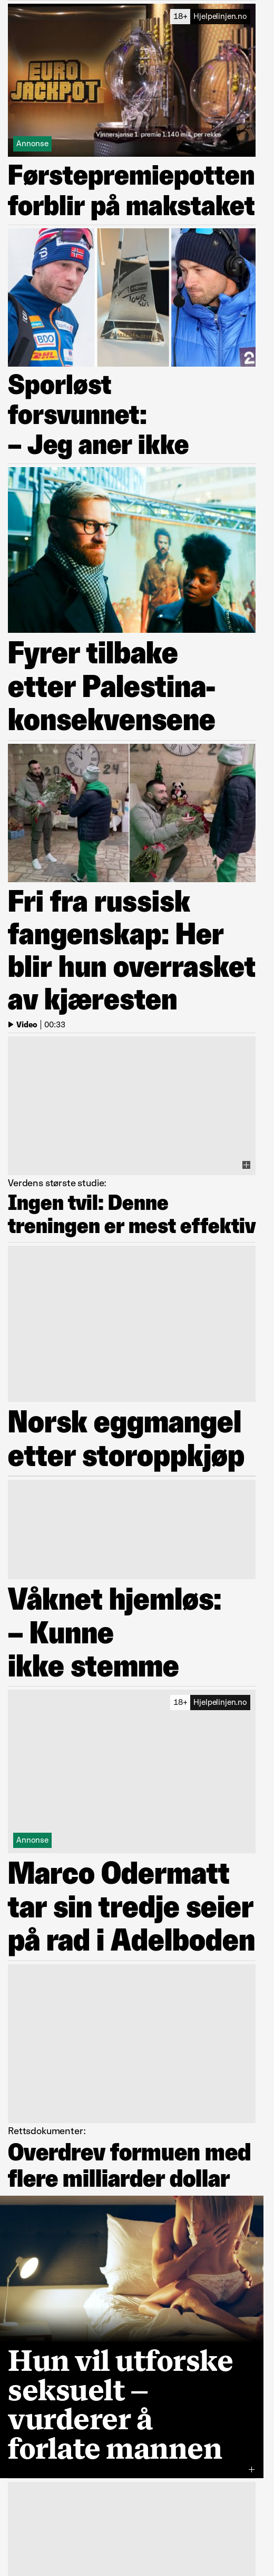 18+ Hjelpelinjen.no
EURO
JACKPOT
Vinnersjanse 1. premie 1:140 mill. per rekke
Annonse
Førstepremiepotten
forblir på makstaket
BDO
DHL
2
Sporløst
forsvunnet:
– Jeg aner ikke
Fyrer tilbake
etter Palestina-
konsekvensene
Fri fra russisk
fangenskap: Her
blir hun overrasket
av kjæresten
Video | 00:33
Verdens største studie:
Ingen tvil: Denne
treningen er mest effektiv
Norsk eggmangel
etter storoppkjøp
Våknet hjemløs:
– Kunne
ikke stemme
18+ Hjelpelinjen.no
Annonse
Marco Odermatt
tar sin tredje seier
på rad i Adelboden
Rettsdokumenter:
Overdrev formuen med
flere milliarder dollar
Hun vil utforske
seksuelt –
vurderer å
forlate mannen